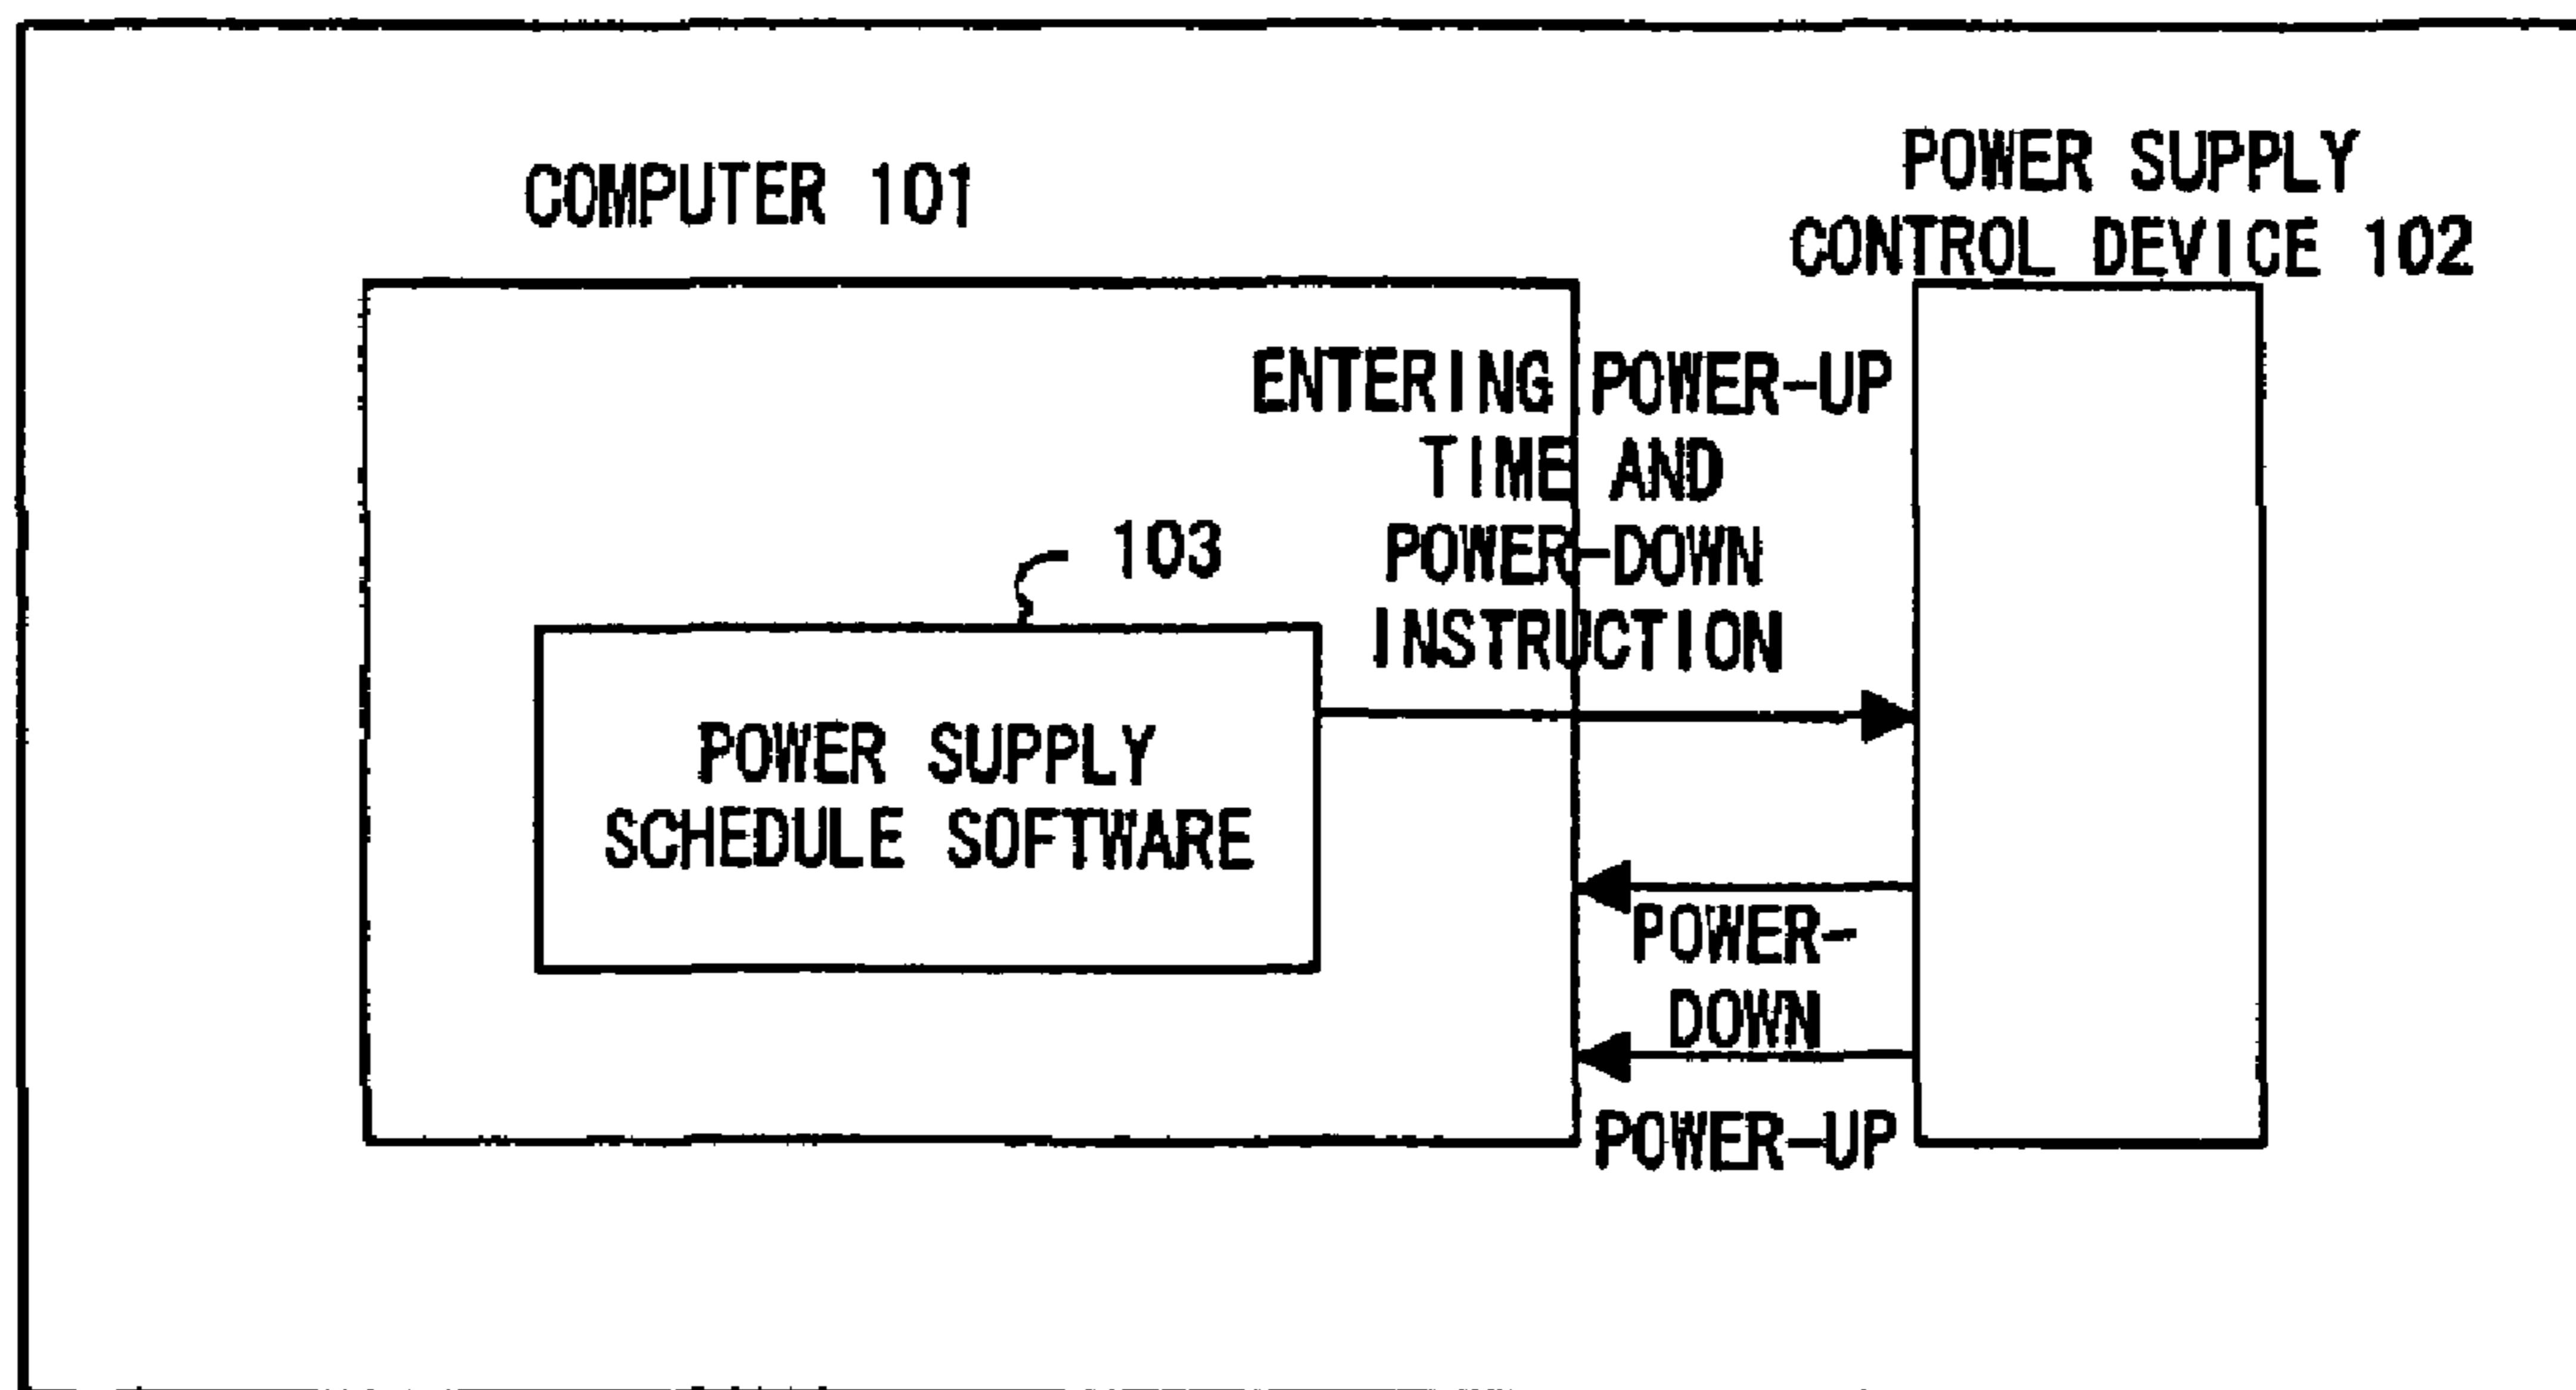 COMPUTER 101
POWER SUPPLY
CONTROL DEVICE 102
ENTERING POWER-UP
TIME AND
POWER-DOWN
INSTRUCTION
103
POWER SUPPLY
SCHEDULE SOFTWARE
POWER-
DOWN
POWER-UP